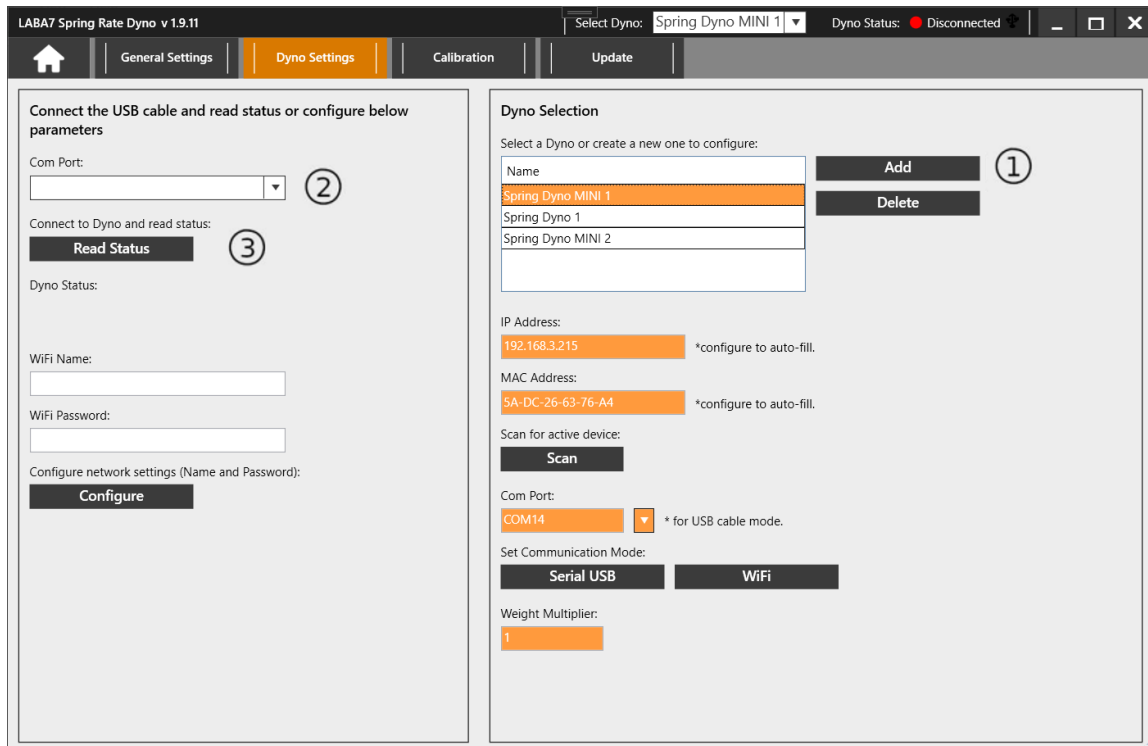 LABA7 Spring Rate Dyno v 1.9.11
Select Dyno: Spring Dyno MINI 1
Dyno Status: Disconnected
General Settings
Dyno Settings
Calibration
Update
Connect the USB cable and read status or configure below
parameters
Com Port:
②
Connect to Dyno and read status:
Read Status
③
Dyno Status:
WiFi Name:
WiFi Password:
Configure network settings (Name and Password):
Configure
Dyno Selection
Select a Dyno or create a new one to configure:
Name
Spring Dyno MINI 1
Spring Dyno 1
Spring Dyno MINI 2
Add
①
Delete
IP Address:
192.168.3.215 *configure to auto-fill.
MAC Address:
5A-DC-26-63-76-A4 *configure to auto-fill.
Scan for active device:
Scan
Com Port:
COM14 * for USB cable mode.
Set Communication Mode:
Serial USB WiFi
Weight Multiplier:
1